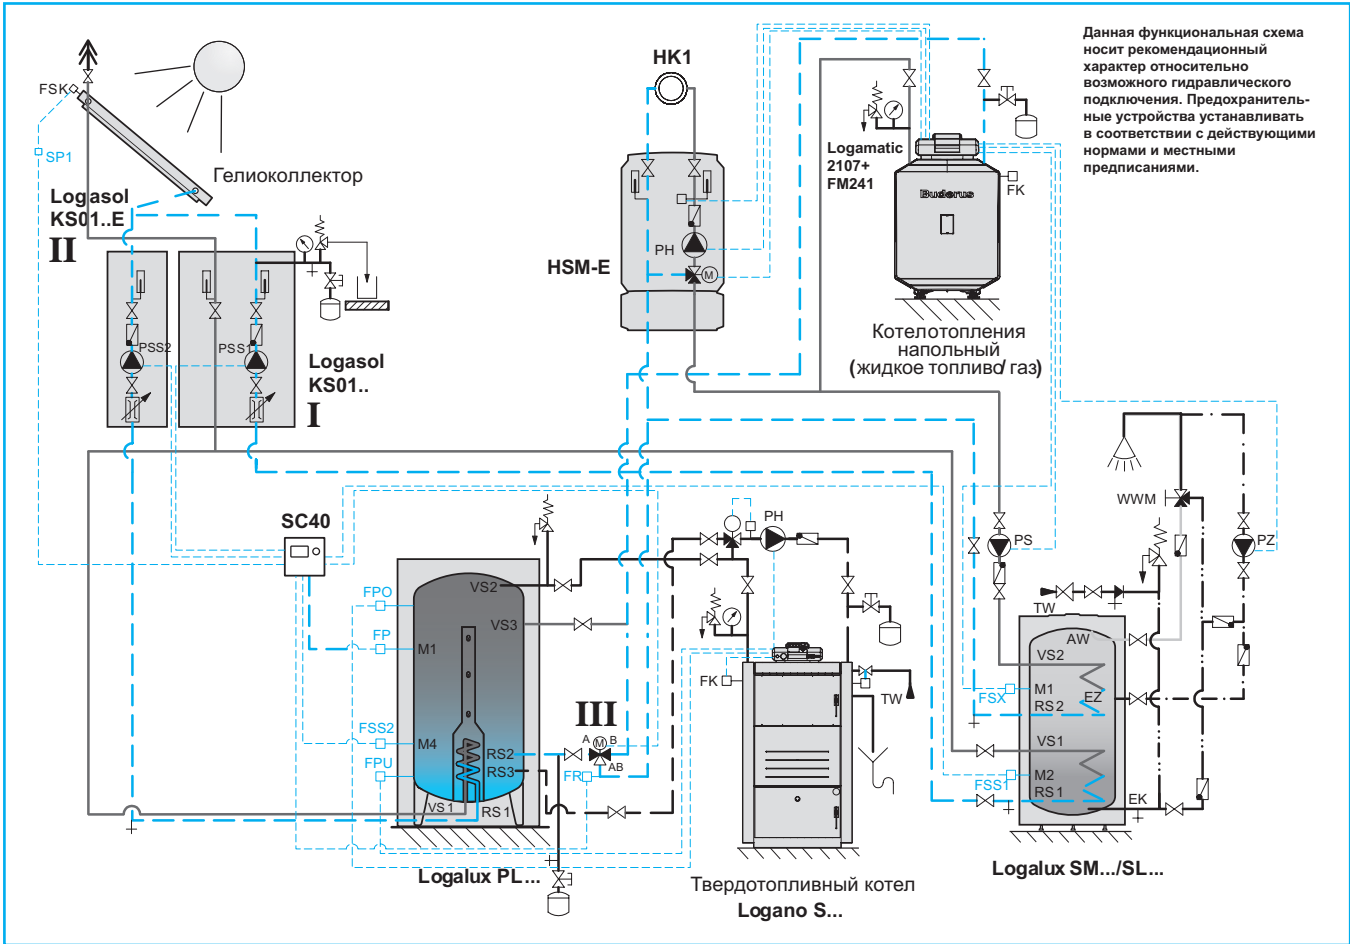 Данная функциональная схема
носит рекомендационный
характер относительно
возможного гидравлического
подключения. Предохранитель-
ные устройства устанавливать
в соответствии с действующими
нормами и местными
предписаниями.
HK1
FSK
SP1
Гелиоколлектор
Logasol
KS01..E
II
Logamatic
2107+
FM241
Buderus
FK
PH
M
HSM-E
Котелотопления
напольный
(жидкое топливо/ газ)
PSS2
PSS1
Logasol
KS01..
I
WWM
SC40
PH
PS
PZ
FPO
VS2
VS3
FP
M1
TW
AW
VS2
FK
TW
FSX
M1
EZ
RS2
III
FSS2
M4
A
M
B
RS2
AB
VS1
FPU
RS3
FR
M2
FSS1
RS1
EK
VS1
RS1
Logalux PL...
Твердотопливный котел
Logano S...
Logalux SM.../SL...